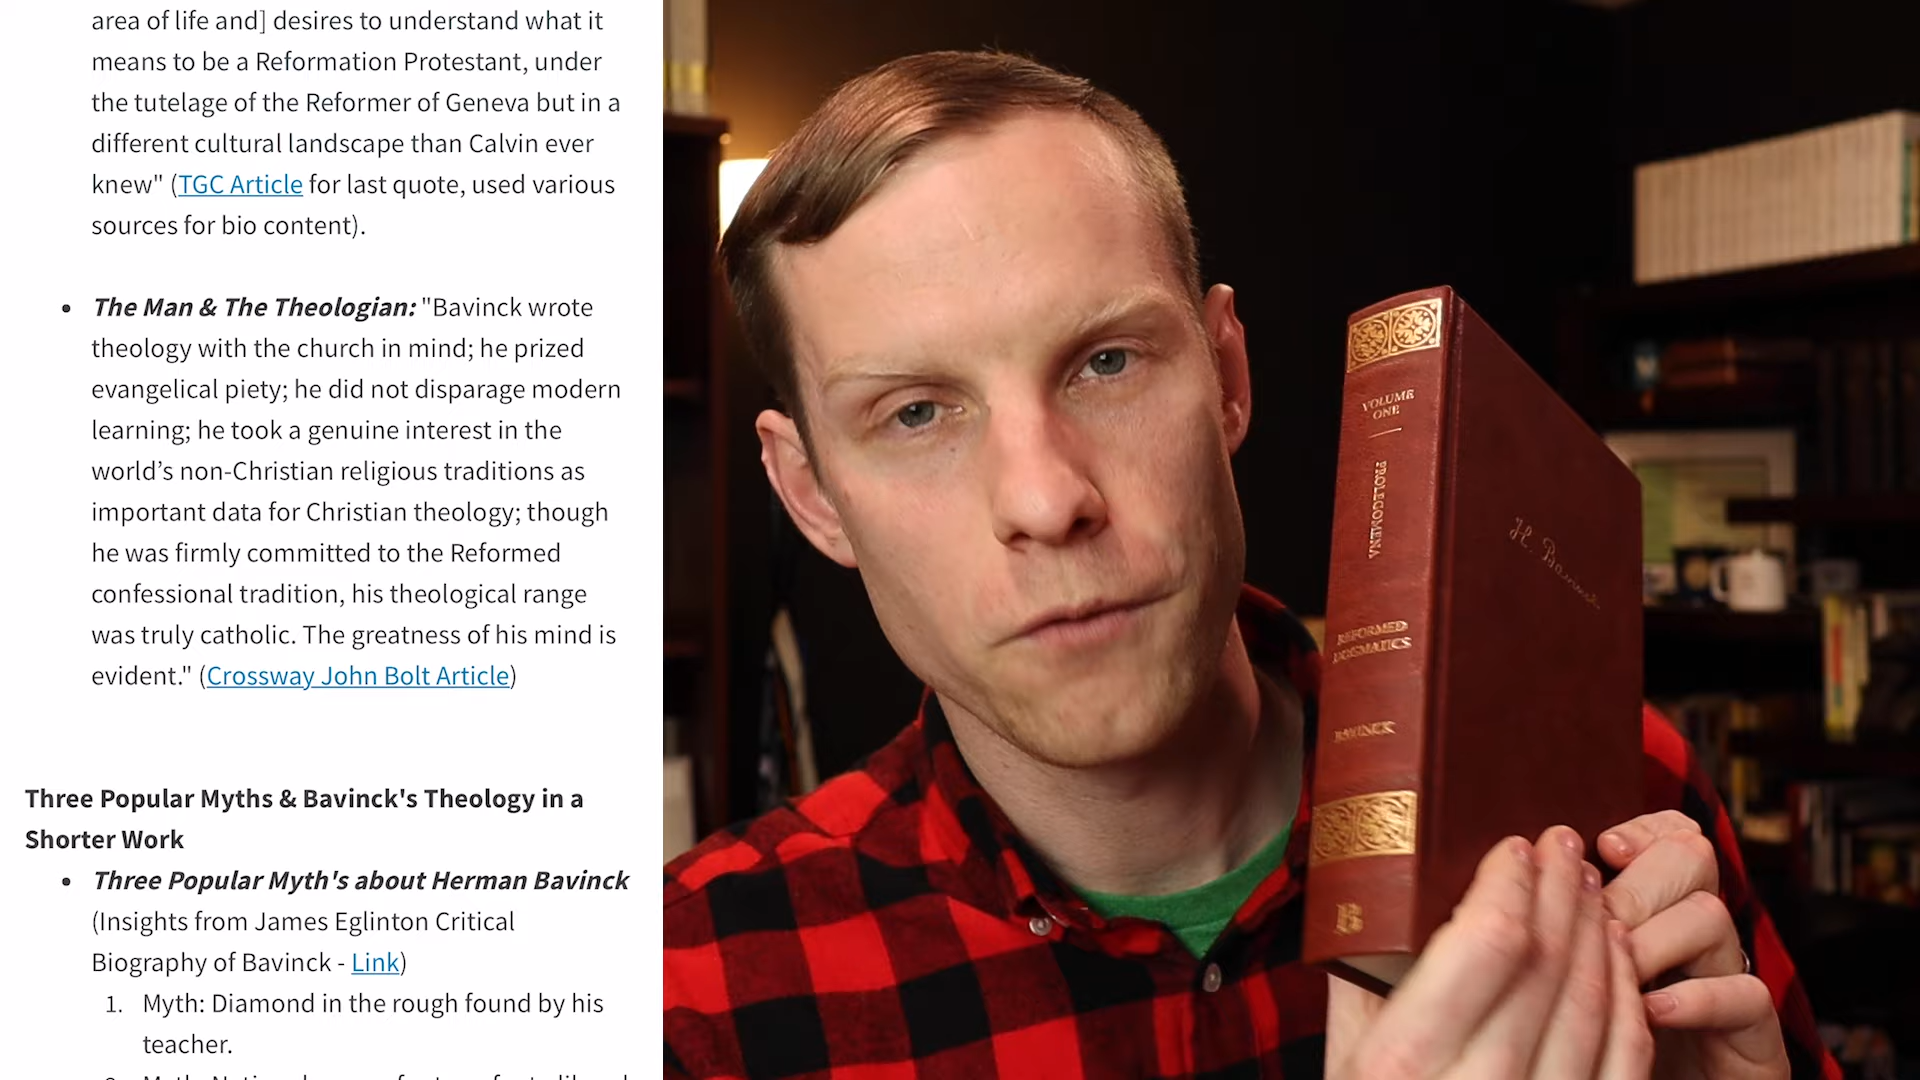 area of life and] desires to understand what it
means to be a Reformation Protestant, under
the tutelage of the Reformer of Geneva but in a
different cultural landscape than Calvin ever
knew" (TGC Article for last quote, used various
sources for bio content).
• The Man & The Theologian: "Bavinck wrote
theology with the church in mind; he prized
evangelical piety; he did not disparage modern
learning; he took a genuine interest in the
world’s non-Christian religious traditions as
important data for Christian theology; though
he was firmly committed to the Reformed
confessional tradition, his theological range
was truly catholic. The greatness of his mind is
evident." (Crossway John Bolt Article)
Three Popular Myths & Bavinck's Theology in a
Shorter Work
• Three Popular Myth's about Herman Bavinck
(Insights from James Eglinton Critical
Biography of Bavinck - Link)
1. Myth: Diamond in the rough found by his
teacher.
VOLUME
ONE
PROLEGOMENA
REFORMED
DOGMATICS
BAVINCK
B
H. Bavinck